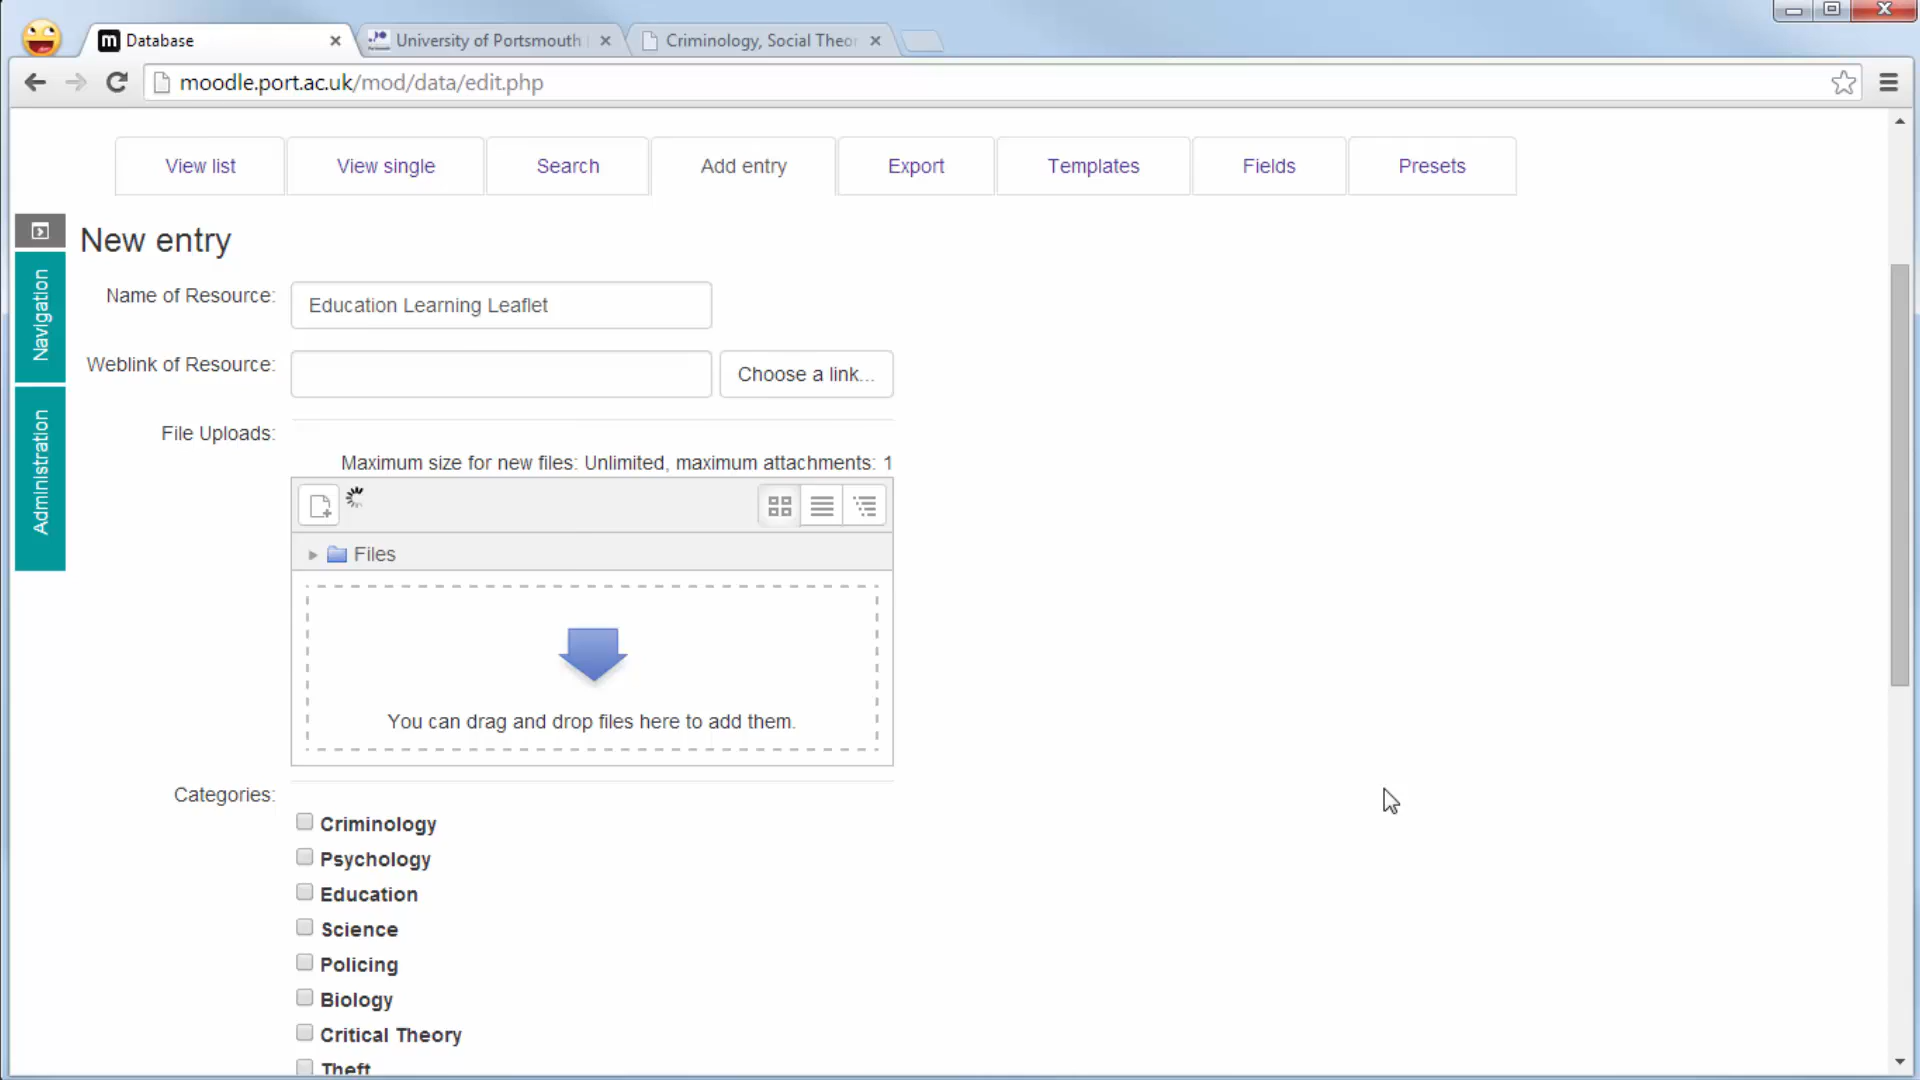 Database
University of Portsmouth
Criminology, Social Theor
moodle.port.ac.uk/mod/data/edit.php
View list
View single
Search
Add entry
Export
Templates
Fields
Presets
Navigation
Administration
New entry
Name of Resource:
Education Learning Leaflet
Weblink of Resource:
Choose a link...
File Uploads:
Maximum size for new files: Unlimited, maximum attachments: 1
Files
You can drag and drop files here to add them.
Categories:
Criminology
Psychology
Education
Science
Policing
Biology
Critical Theory
Theft